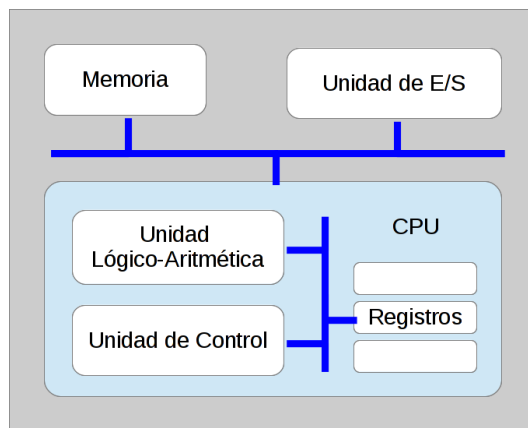 Memoria
Unidad de E/S
CPU
Unidad
Lógico-Aritmética
Registros
Unidad de Control